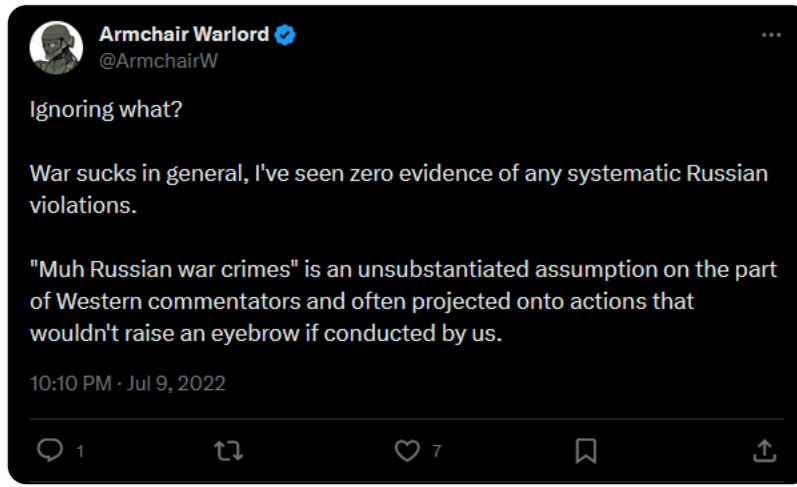 Armchair Warlord
@ArmchairW
Ignoring what?
War sucks in general, I've seen zero evidence of any systematic Russian
violations.
"Muh Russian war crimes" is an unsubstantiated assumption on the part
of Western commentators and often projected onto actions that
wouldn't raise an eyebrow if conducted by us.
10:10 PM · Jul 9, 2022
1 7